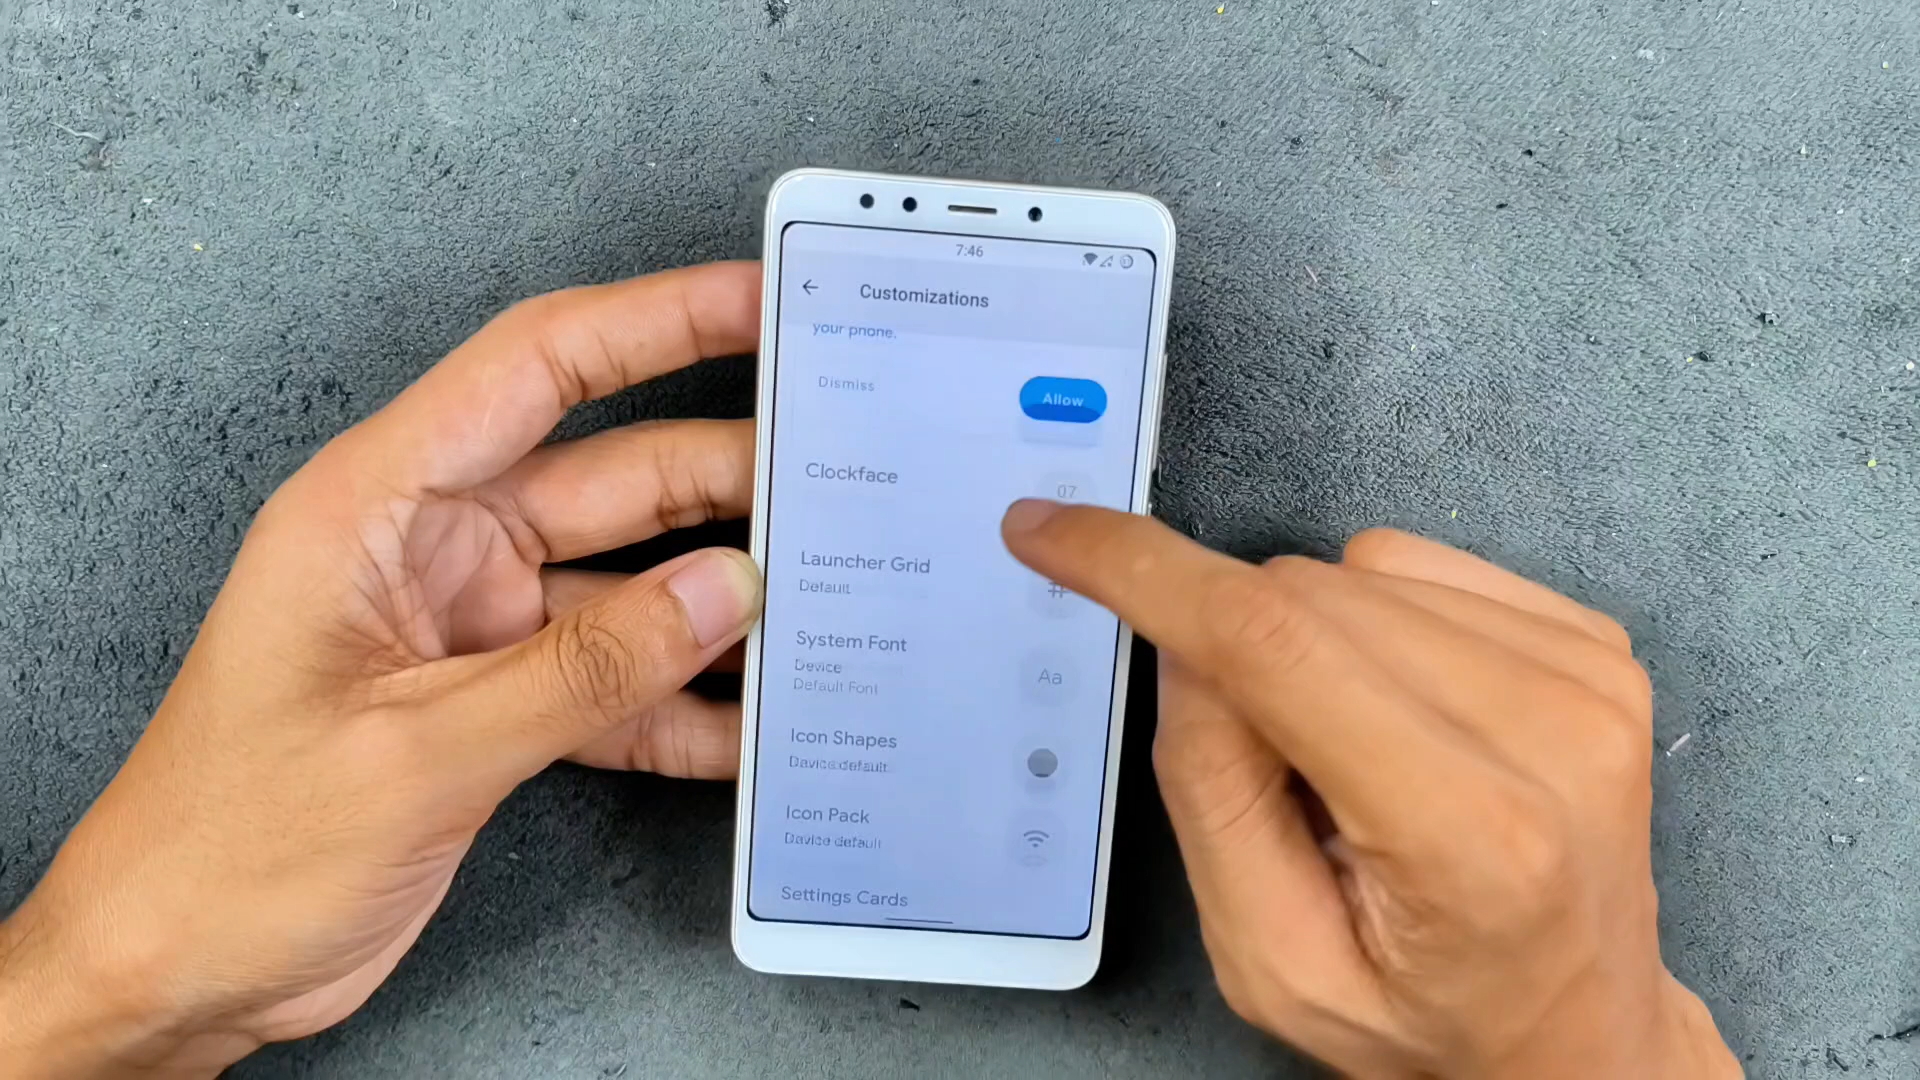 7:46
Customizations
your phone.
Dismiss
Allow
Clockface
07
Launcher Grid
Default
System Font
Device
Default Font
Aa
Icon Shapes
Device default
Icon Pack
Device default
Settings Cards